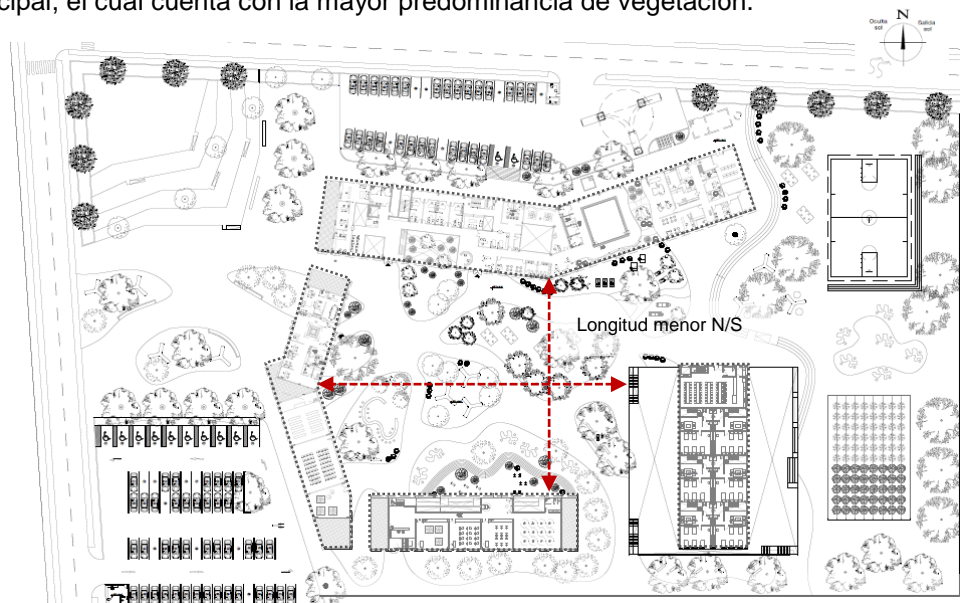 cipal, el cual cuenta con la mayor predominancia de vegetación.
N
Oculta
sol
Salida
sol
Longitud menor N/S